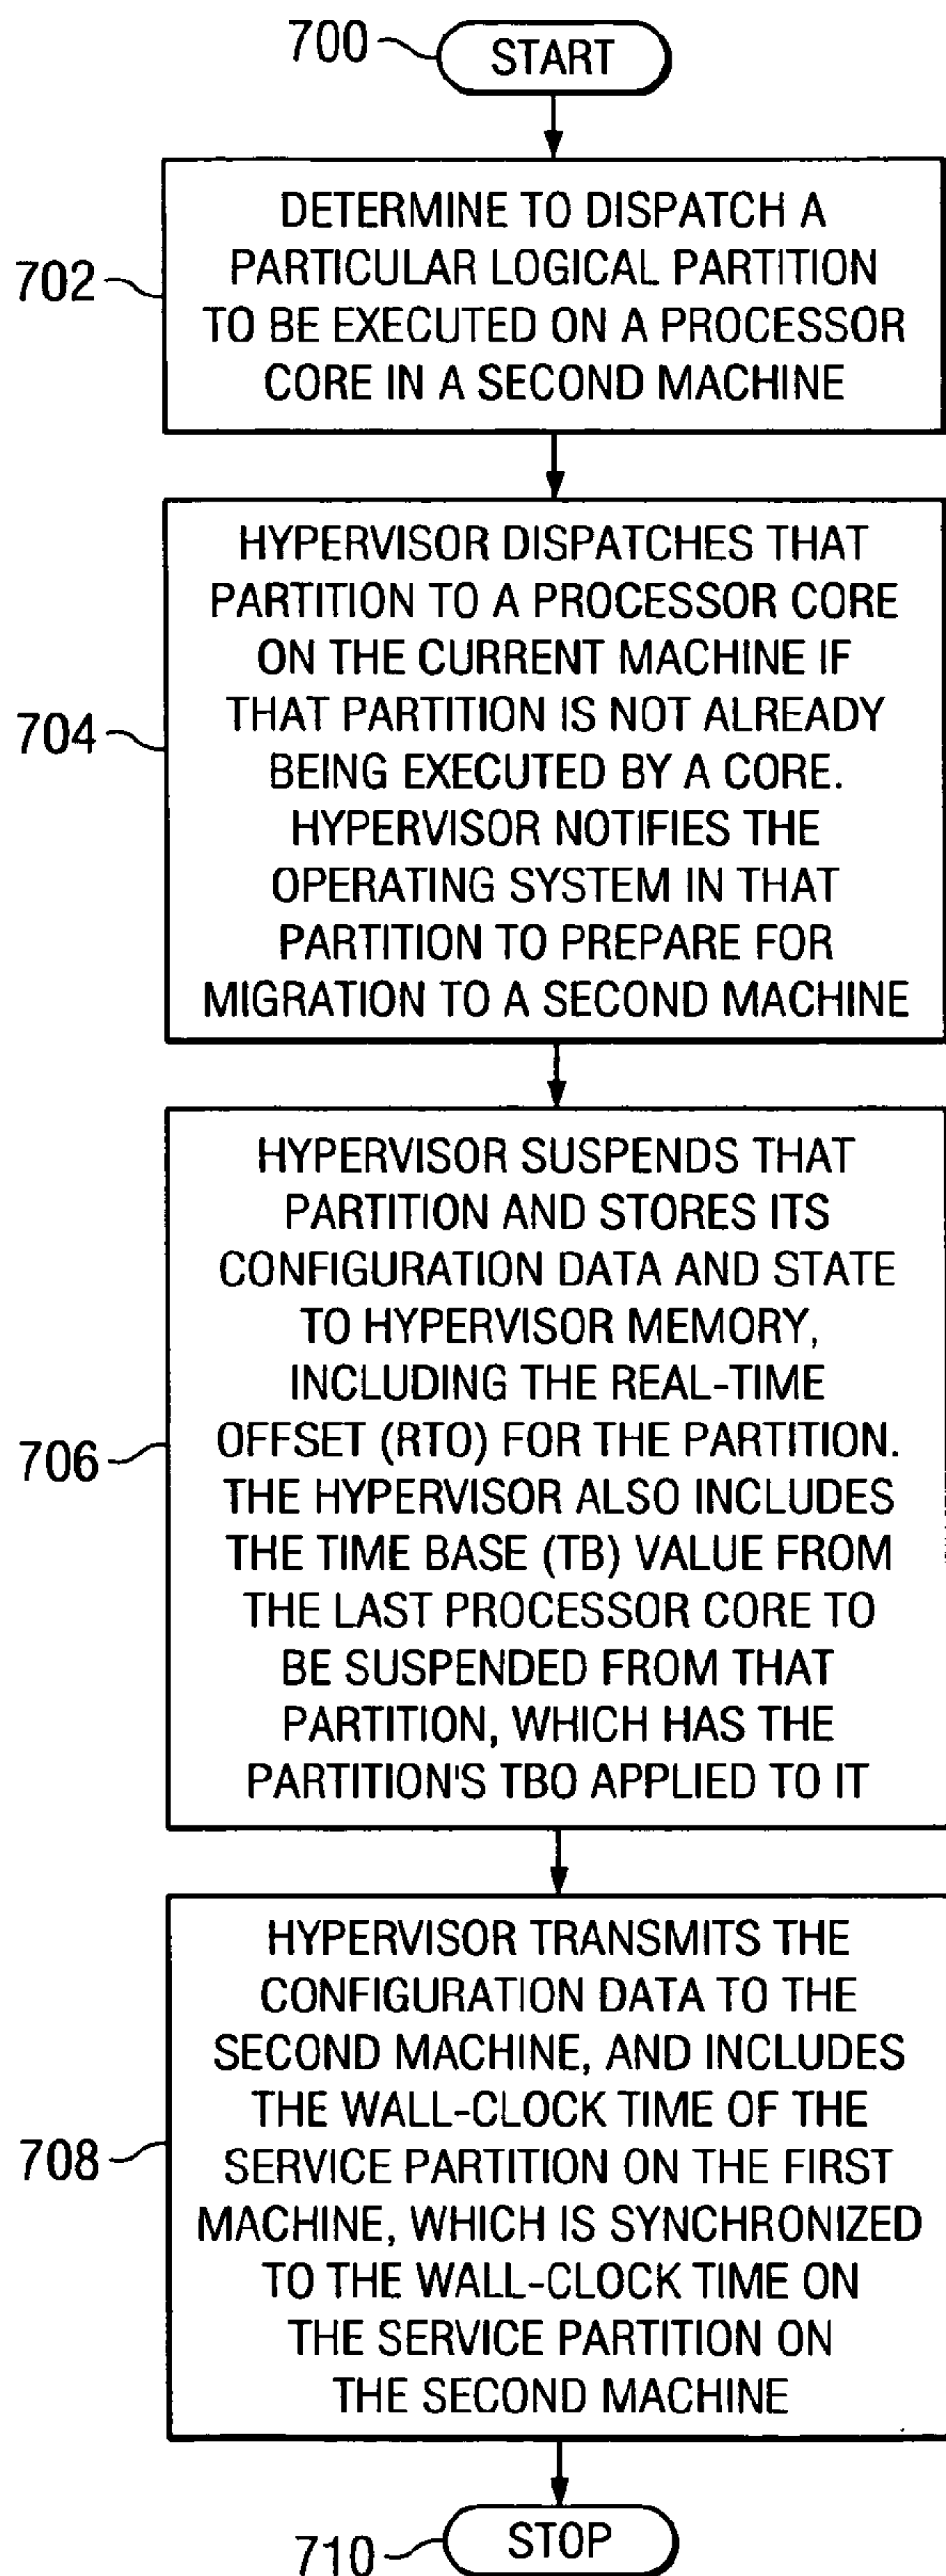 700
START
702
DETERMINE TO DISPATCH A
PARTICULAR LOGICAL PARTITION
TO BE EXECUTED ON A PROCESSOR
CORE IN A SECOND MACHINE
704
HYPERVISOR DISPATCHES THAT
PARTITION TO A PROCESSOR CORE
ON THE CURRENT MACHINE IF
THAT PARTITION IS NOT ALREADY
BEING EXECUTED BY A CORE.
HYPERVISOR NOTIFIES THE
OPERATING SYSTEM IN THAT
PARTITION TO PREPARE FOR
MIGRATION TO A SECOND MACHINE
706
HYPERVISOR SUSPENDS THAT
PARTITION AND STORES ITS
CONFIGURATION DATA AND STATE
TO HYPERVISOR MEMORY,
INCLUDING THE REAL-TIME
OFFSET (RTO) FOR THE PARTITION.
THE HYPERVISOR ALSO INCLUDES
THE TIME BASE (TB) VALUE FROM
THE LAST PROCESSOR CORE TO
BE SUSPENDED FROM THAT
PARTITION, WHICH HAS THE
PARTITION'S TBO APPLIED TO IT
708
HYPERVISOR TRANSMITS THE
CONFIGURATION DATA TO THE
SECOND MACHINE, AND INCLUDES
THE WALL-CLOCK TIME OF THE
SERVICE PARTITION ON THE FIRST
MACHINE, WHICH IS SYNCHRONIZED
TO THE WALL-CLOCK TIME ON
THE SERVICE PARTITION ON
THE SECOND MACHINE
710
STOP